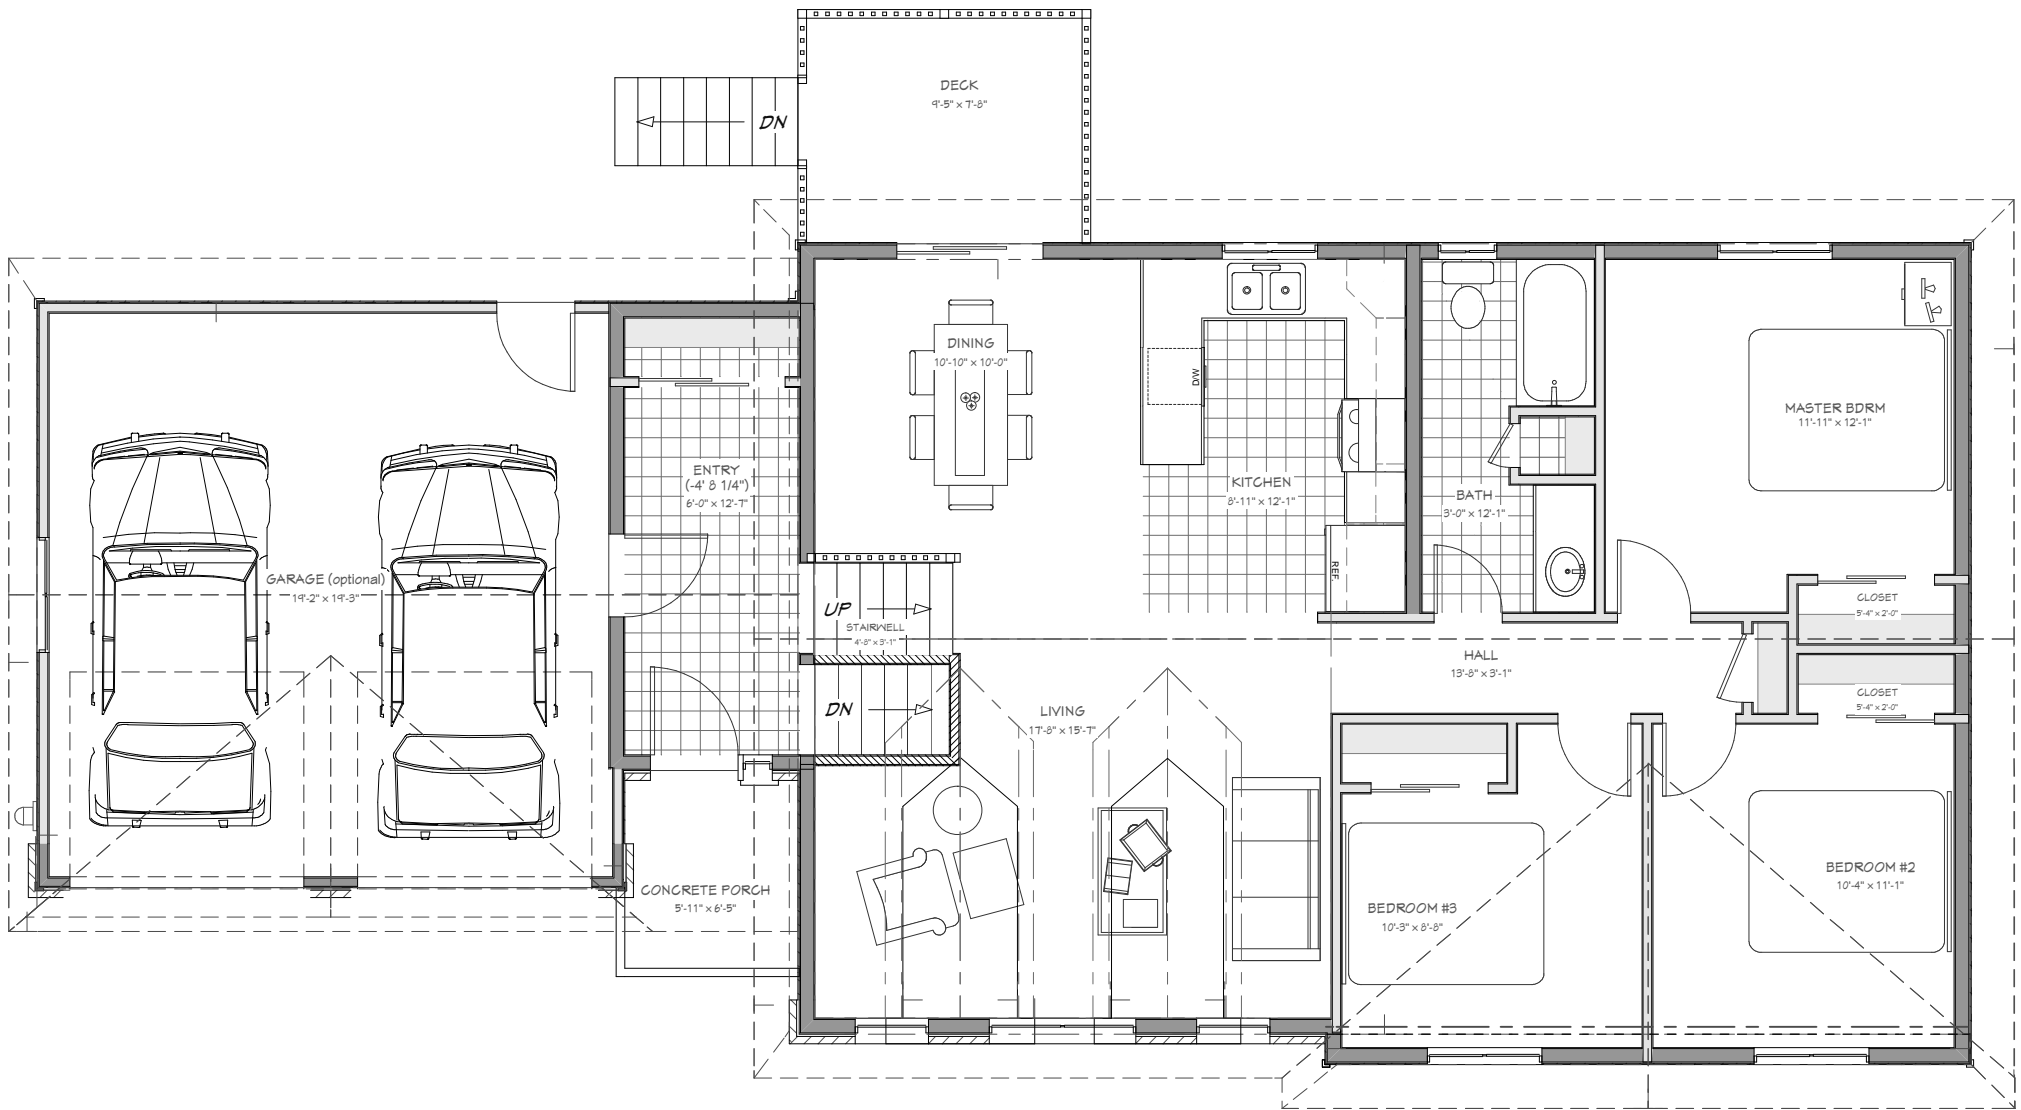 DECK
9'-5" x 7'-8"
DN
DINING
10'-10" x 10'-0"
D/W
MASTER BDRM
11'-11" x 12'-1"
ENTRY
(-4' 8 1/4")
6'-0" x 12'-7"
KITCHEN
8'-11" x 12'-1"
BATH
3'-0" x 12'-1"
REF.
GARAGE (optional)
19'-2" x 19'-3"
UP
STAIRWELL
4'-8" x 3'-1"
CLOSET
5'-4" x 2'-0"
HALL
13'-8" x 3'-1"
CLOSET
5'-4" x 2'-0"
DN
LIVING
17'-8" x 15'-7"
BEDROOM #2
10'-4" x 11'-1"
CONCRETE PORCH
5'-11" x 6'-5"
BEDROOM #3
10'-3" x 8'-8"